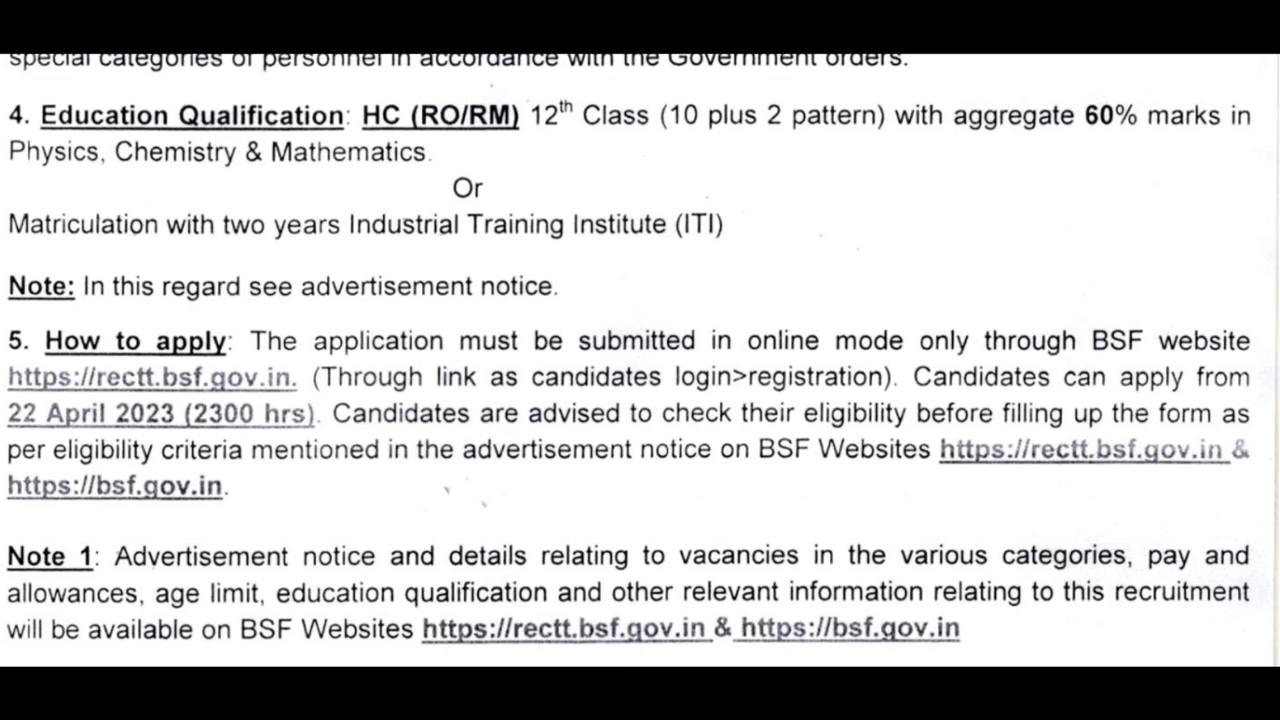 special categories of personnel in accordance with the Government orders.
4. Education Qualification: HC (RO/RM) 12th Class (10 plus 2 pattern) with aggregate 60% marks in
Physics, Chemistry & Mathematics.
Or
Matriculation with two years Industrial Training Institute (ITI)
Note: In this regard see advertisement notice.
5. How to apply: The application must be submitted in online mode only through BSF website
https://rectt.bsf.gov.in. (Through link as candidates login>registration). Candidates can apply from
22 April 2023 (2300 hrs). Candidates are advised to check their eligibility before filling up the form as
per eligibility criteria mentioned in the advertisement notice on BSF Websites https://rectt.bsf.gov.in &
https://bsf.gov.in.
Note 1: Advertisement notice and details relating to vacancies in the various categories, pay and
allowances, age limit, education qualification and other relevant information relating to this recruitment
will be available on BSF Websites https://rectt.bsf.gov.in & https://bsf.gov.in